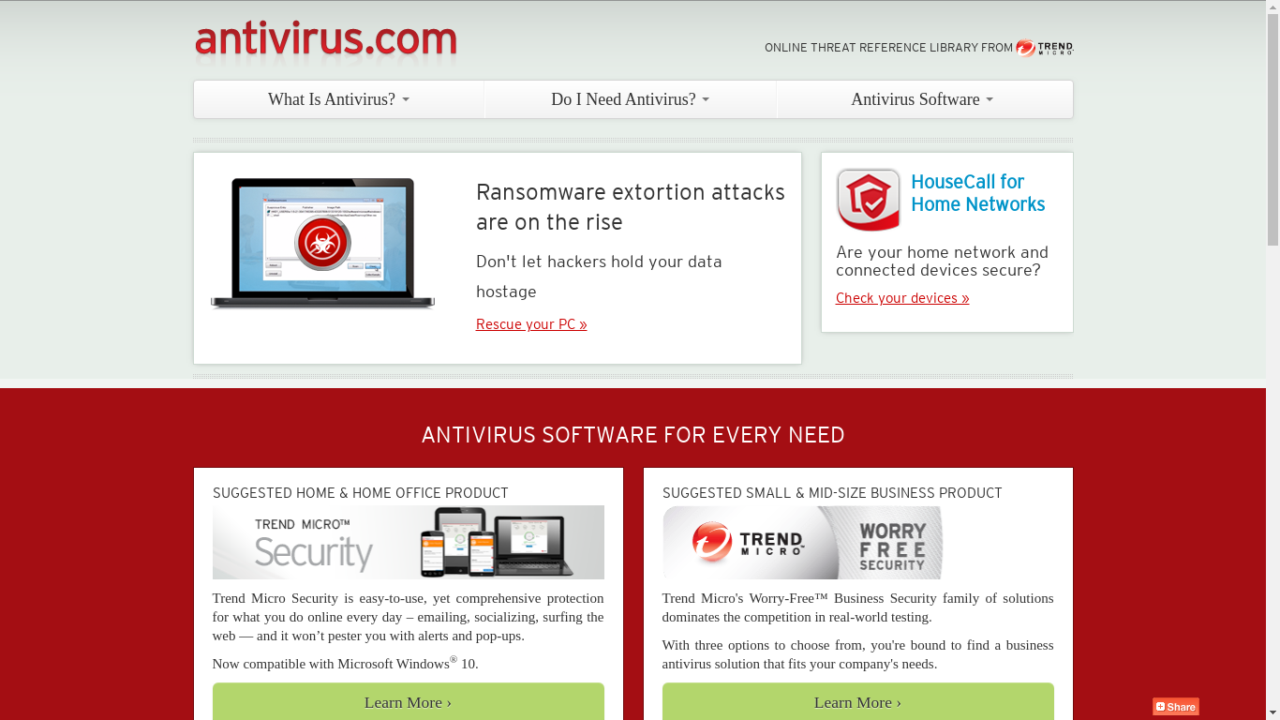 antivirus.com
ONLINE THREAT REFERENCE LIBRARY FROM TREND MICRO
What Is Antivirus?
Do I Need Antivirus?
Antivirus Software
Ransomware extortion attacks
are on the rise
Don't let hackers hold your data
hostage
Rescue your PC »
HouseCall for
Home Networks
Are your home network and
connected devices secure?
Check your devices »
ANTIVIRUS SOFTWARE FOR EVERY NEED
SUGGESTED HOME & HOME OFFICE PRODUCT
TREND MICRO™
Security
Trend Micro Security is easy-to-use, yet comprehensive protection
for what you do online every day – emailing, socializing, surfing the
web — and it won’t pester you with alerts and pop-ups.
Now compatible with Microsoft Windows® 10.
Learn More ›
SUGGESTED SMALL & MID-SIZE BUSINESS PRODUCT
TREND
MICRO™
WORRY
FREE
SECURITY
Trend Micro's Worry-Free™ Business Security family of solutions
dominates the competition in real-world testing.
With three options to choose from, you're bound to find a business
antivirus solution that fits your company's needs.
Learn More ›
Share